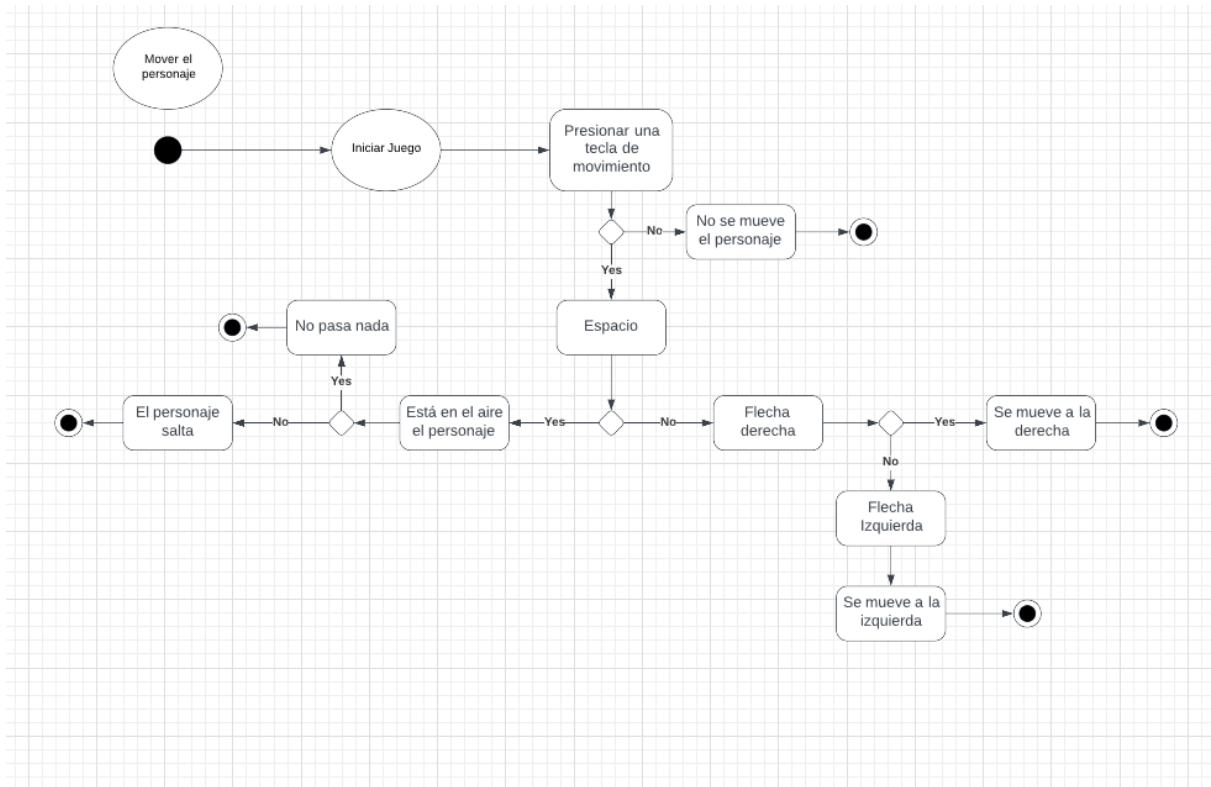 Mover el
personaje
Iniciar Juego
Presionar una
tecla de
movimiento
No
No se mueve
el personaje
Yes
No pasa nada
Espacio
Yes
El personaje
salta
No
Está en el aire
el personaje
Yes
No
Flecha
derecha
Yes
Se mueve a la
derecha
No
Flecha
Izquierda
Se mueve a la
izquierda